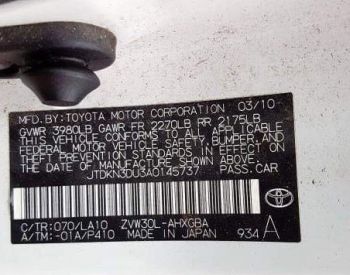 MFD.BY:TOYOTA MOTOR CORPORATION 03/10
GVWR 3980LB GAWR FR 2270LB RR 2175LB
THIS VEHICLE CONFORMS TO ALL APPLICABLE
FEDERAL MOTOR VEHICLE SAFETY, BUMPER, AND
THEFT PREVENTION STANDARDS IN EFFECT ON
THE DATE OF MANUFACTURE SHOWN ABOVE.
JTDKN3DU3A0145737 PASS.CAR
C/TR:070/LA10 ZVW30L-AHXGBA
A/TM:-01A/P410 MADE IN JAPAN 934 A
TOYOTA